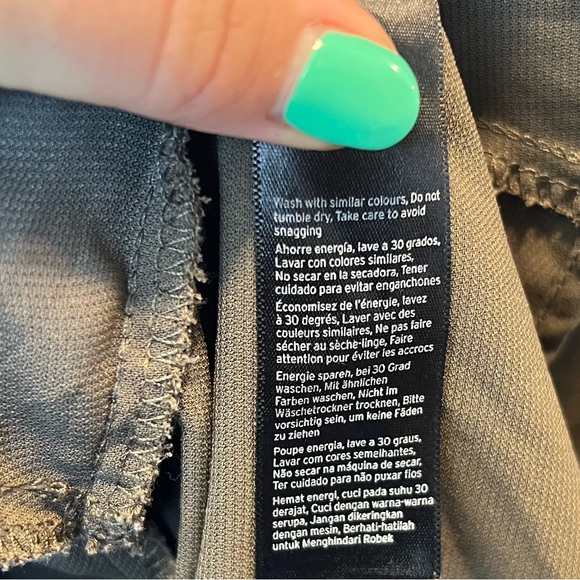 Wash with similar colours, Do not
tumble dry, Take care to avoid
snagging
Ahorre energía, lave a 30 grados,
Lavar con colores similares,
No secar en la secadora, Tener
cuidado para evitar enganchones
Économisez de l'énergie, lavez
à 30 degrés, Laver avec des
couleurs similaires, Ne pas faire
sécher au sèche-linge, Faire
attention pour éviter les accrocs
Energie sparen, bei 30 Grad
waschen, Mit ähnlichen
Farben waschen, Nicht im
Wäschetrockner trocknen, Bitte
vorsichtig sein, um keine Fäden
zu ziehen
Poupe energia, lave a 30 graus,
Lavar com cores semelhantes,
Não secar na máquina de secar,
Ter cuidado para não puxar fios
Hemat energi, cuci pada suhu 30
derajat, Cuci dengan warna-warna
serupa, Jangan dikeringkan
dengan mesin, Berhati-hatilah
untuk Menghindari Robek